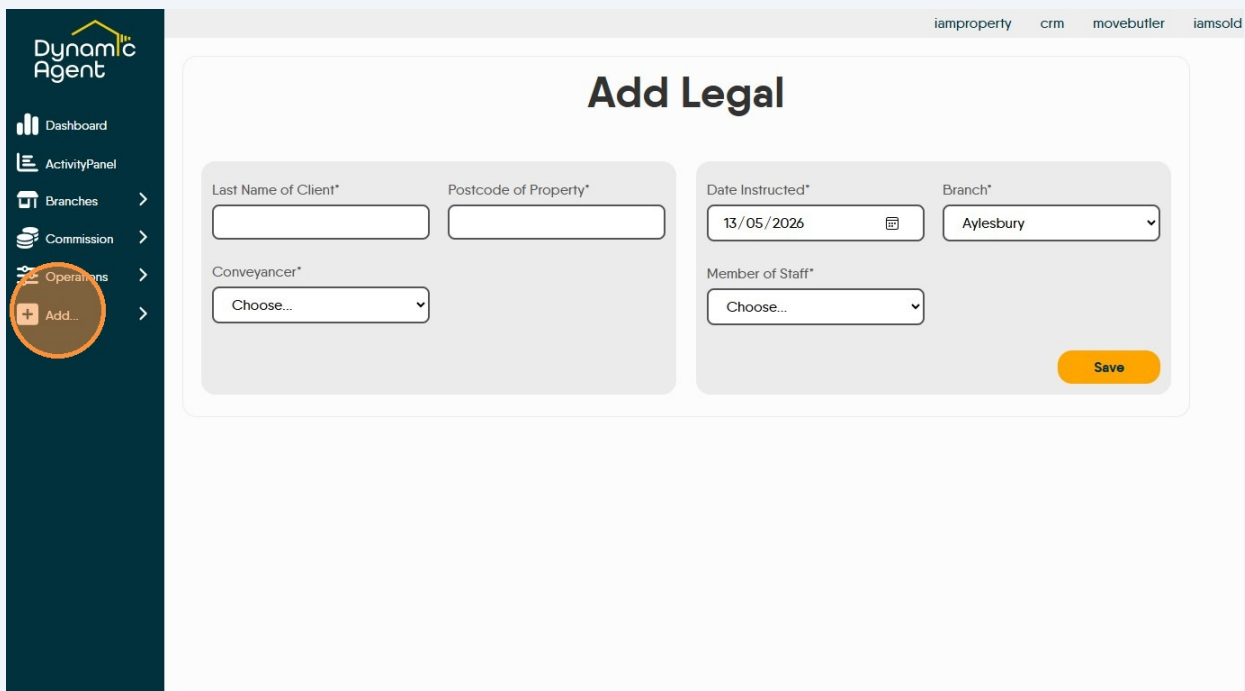 iamproperty crm movebutler iamsold
Dynamic
Agent
Dashboard
ActivityPanel
Branches
Commission
Operations
Add...
Add Legal
Last Name of Client* Postcode of Property*
Conveyancer*
Choose...
Date Instructed* Branch*
13/05/2026 Aylesbury
Member of Staff*
Choose...
Save